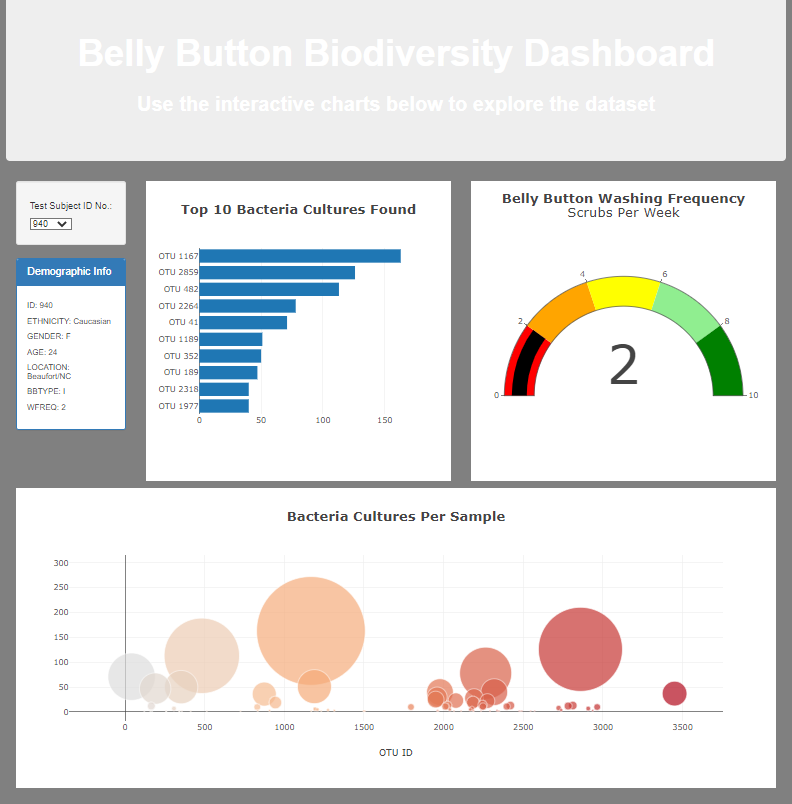 Belly Button Biodiversity Dashboard
Use the interactive charts below to explore the dataset
Test Subject ID No.:
940
Demographic Info
ID: 940
ETHNICITY: Caucasian
GENDER: F
AGE: 24
LOCATION:
Beaufort/NC
BBTYPE: I
WFREQ: 2
Top 10 Bacteria Cultures Found
OTU 1167
OTU 2859
OTU 482
OTU 2264
OTU 41
OTU 1189
OTU 352
OTU 189
OTU 2318
OTU 1977
0 50 100 150
Belly Button Washing Frequency
Scrubs Per Week
0
2
4
6
8
10
2
Bacteria Cultures Per Sample
300
250
200
150
100
50
0
0 500 1000 1500 2000 2500 3000 3500
OTU ID